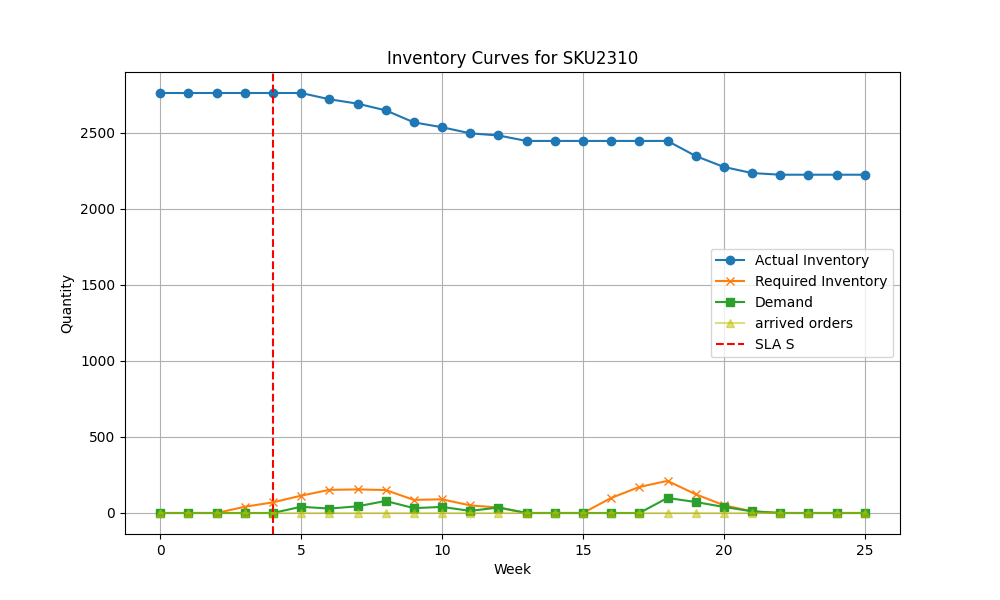 Inventory Curves for SKU2310
Quantity
2500
2000
1500
1000
500
0
Actual Inventory
Required Inventory
Demand
arrived orders
SLA S
0 5 10 15 20 25
Week